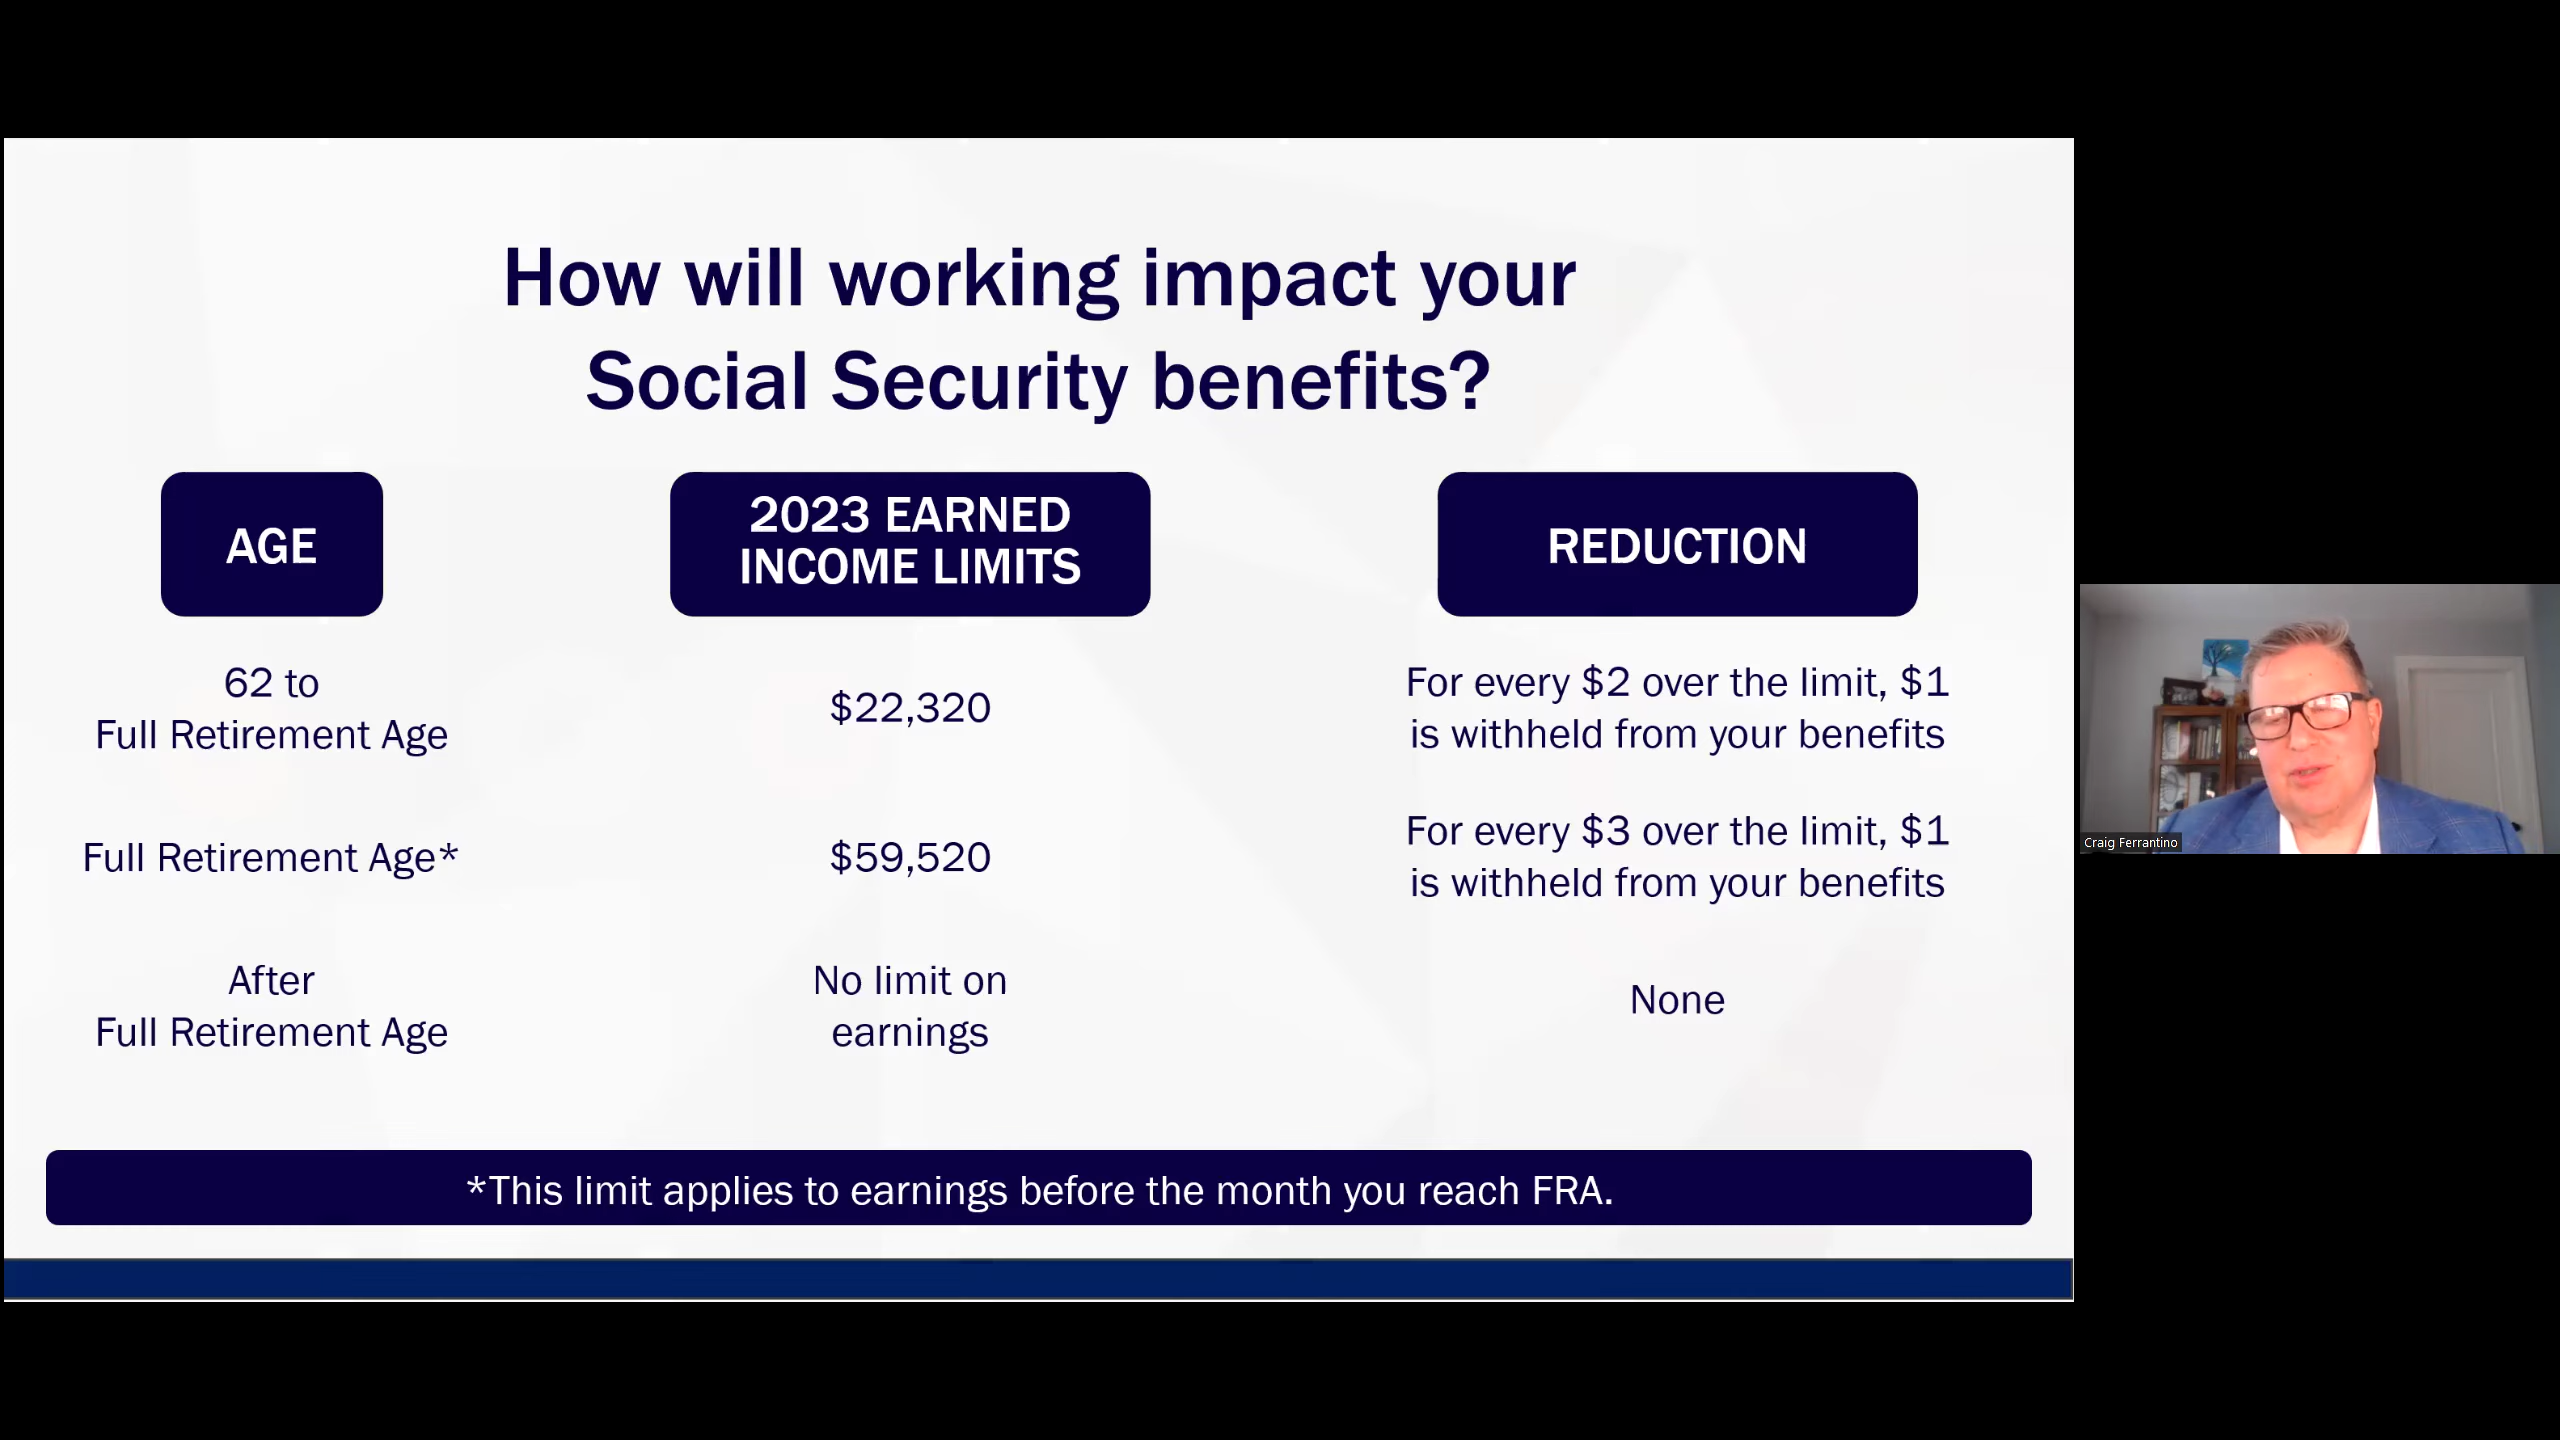 How will working impact your
Social Security benefits?
AGE
2023 EARNED
INCOME LIMITS
REDUCTION
62 to
Full Retirement Age
$22,320
For every $2 over the limit, $1
is withheld from your benefits
Full Retirement Age*
$59,520
For every $3 over the limit, $1
is withheld from your benefits
After
Full Retirement Age
No limit on
earnings
None
*This limit applies to earnings before the month you reach FRA.
Craig Ferrantino